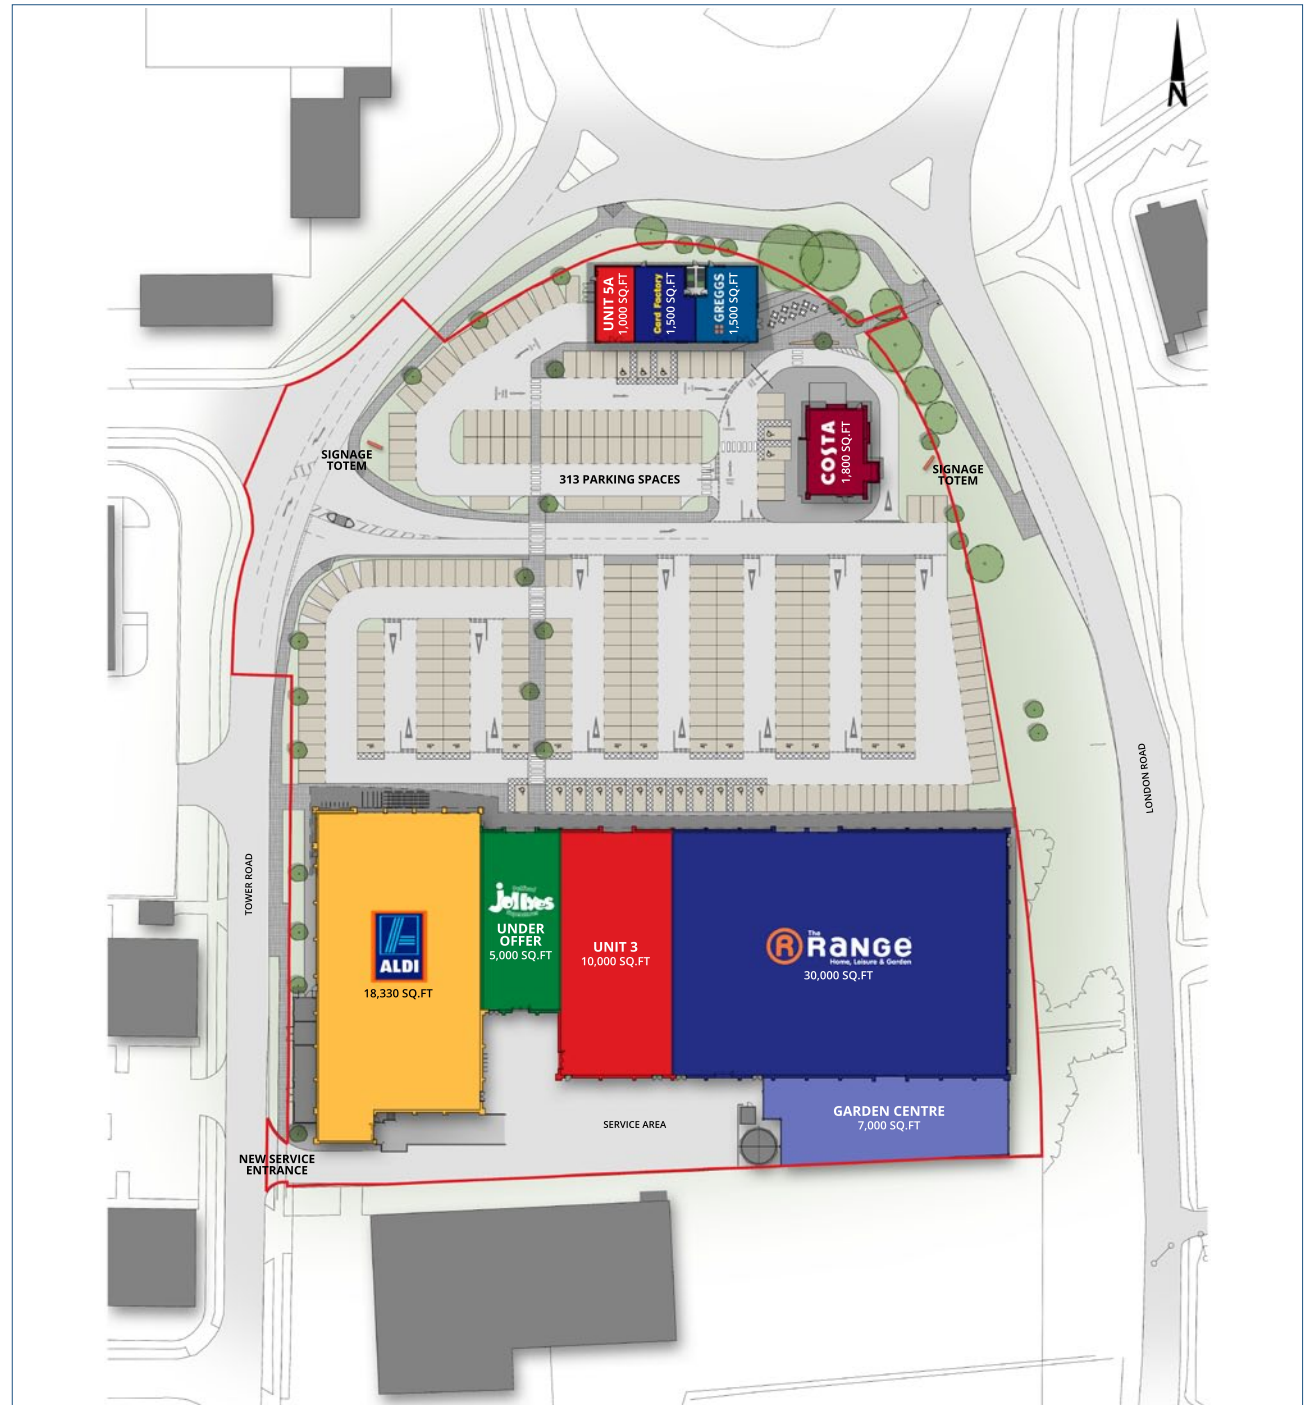 N
UNIT 5A
1,000 SQ.FT
Card Factory
1,500 SQ.FT
GREGGS
1,500 SQ.FT
COSTA
1,800 SQ.FT
SIGNAGE
TOTEM
SIGNAGE
TOTEM
313 PARKING SPACES
LONDON ROAD
TOWER ROAD
ALDI
18,330 SQ.FT
jollyes
UNDER
OFFER
5,000 SQ.FT
UNIT 3
10,000 SQ.FT
The
RANGE
Home, Leisure & Garden
30,000 SQ.FT
GARDEN CENTRE
7,000 SQ.FT
SERVICE AREA
NEW SERVICE
ENTRANCE